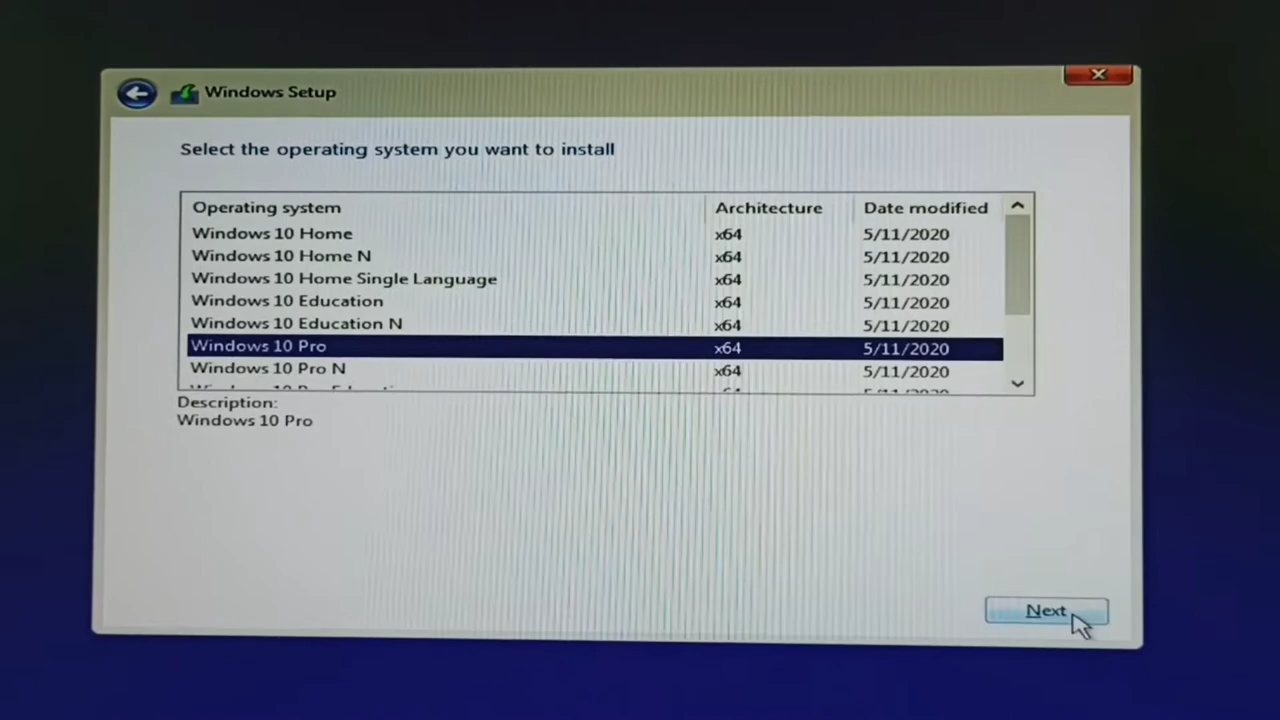 Windows Setup
Select the operating system you want to install
Operating system Architecture Date modified
Windows 10 Home x64 5/11/2020
Windows 10 Home N x64 5/11/2020
Windows 10 Home Single Language x64 5/11/2020
Windows 10 Education x64 5/11/2020
Windows 10 Education N x64 5/11/2020
Windows 10 Pro x64 5/11/2020
Windows 10 Pro N x64 5/11/2020
Description:
Windows 10 Pro
Next